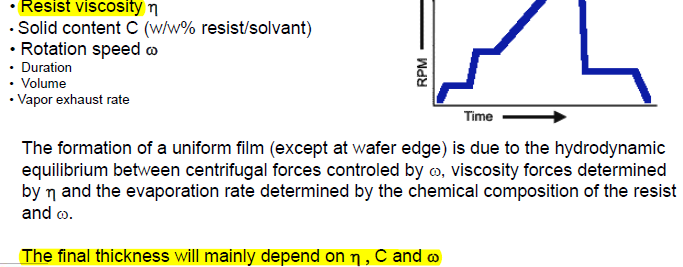 • Resist viscosity η
• Solid content C (w/w% resist/solvant)
• Rotation speed ω
• Duration
• Volume
• Vapor exhaust rate
RPM
Time
The formation of a uniform film (except at wafer edge) is due to the hydrodynamic
equilibrium between centrifugal forces controled by ω, viscosity forces determined
by η and the evaporation rate determined by the chemical composition of the resist
and ω.
The final thickness will mainly depend on η , C and ω